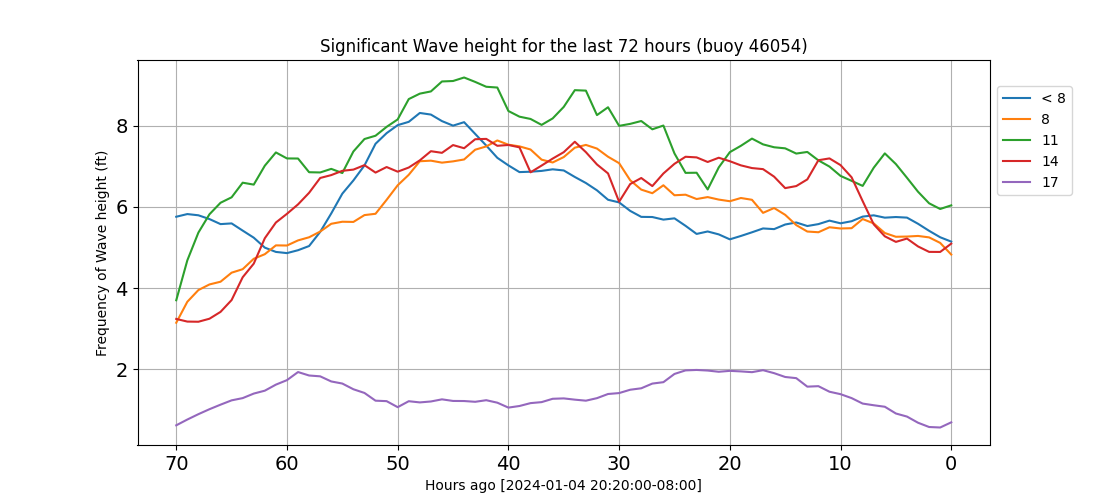 Significant Wave height for the last 72 hours (buoy 46054)
Frequency of Wave height (ft)
8
6
4
2
70 60 50 40 30 20 10 0
Hours ago [2024-01-04 20:20:00-08:00]
< 8
8
11
14
17